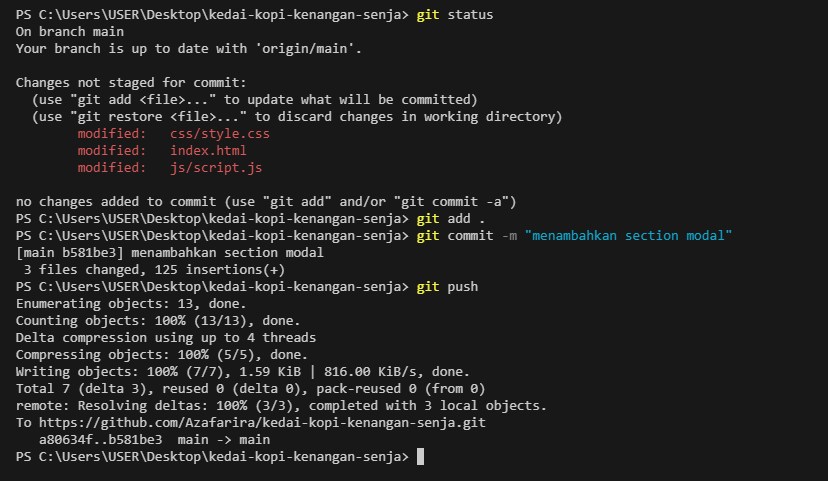 PS C:\Users\USER\Desktop\kedai-kopi-kenangan-senja> git status
On branch main
Your branch is up to date with 'origin/main'.
Changes not staged for commit:
  (use "git add <file>..." to update what will be committed)
  (use "git restore <file>..." to discard changes in working directory)
        modified:   css/style.css
        modified:   index.html
        modified:   js/script.js
no changes added to commit (use "git add" and/or "git commit -a")
PS C:\Users\USER\Desktop\kedai-kopi-kenangan-senja> git add .
PS C:\Users\USER\Desktop\kedai-kopi-kenangan-senja> git commit -m "menambahkan section modal"
[main b581be3] menambahkan section modal
 3 files changed, 125 insertions(+)
PS C:\Users\USER\Desktop\kedai-kopi-kenangan-senja> git push
Enumerating objects: 13, done.
Counting objects: 100% (13/13), done.
Delta compression using up to 4 threads
Compressing objects: 100% (5/5), done.
Writing objects: 100% (7/7), 1.59 KiB | 816.00 KiB/s, done.
Total 7 (delta 3), reused 0 (delta 0), pack-reused 0 (from 0)
remote: Resolving deltas: 100% (3/3), completed with 3 local objects.
To https://github.com/Azafarira/kedai-kopi-kenangan-senja.git
   a80634f..b581be3  main -> main
PS C:\Users\USER\Desktop\kedai-kopi-kenangan-senja>